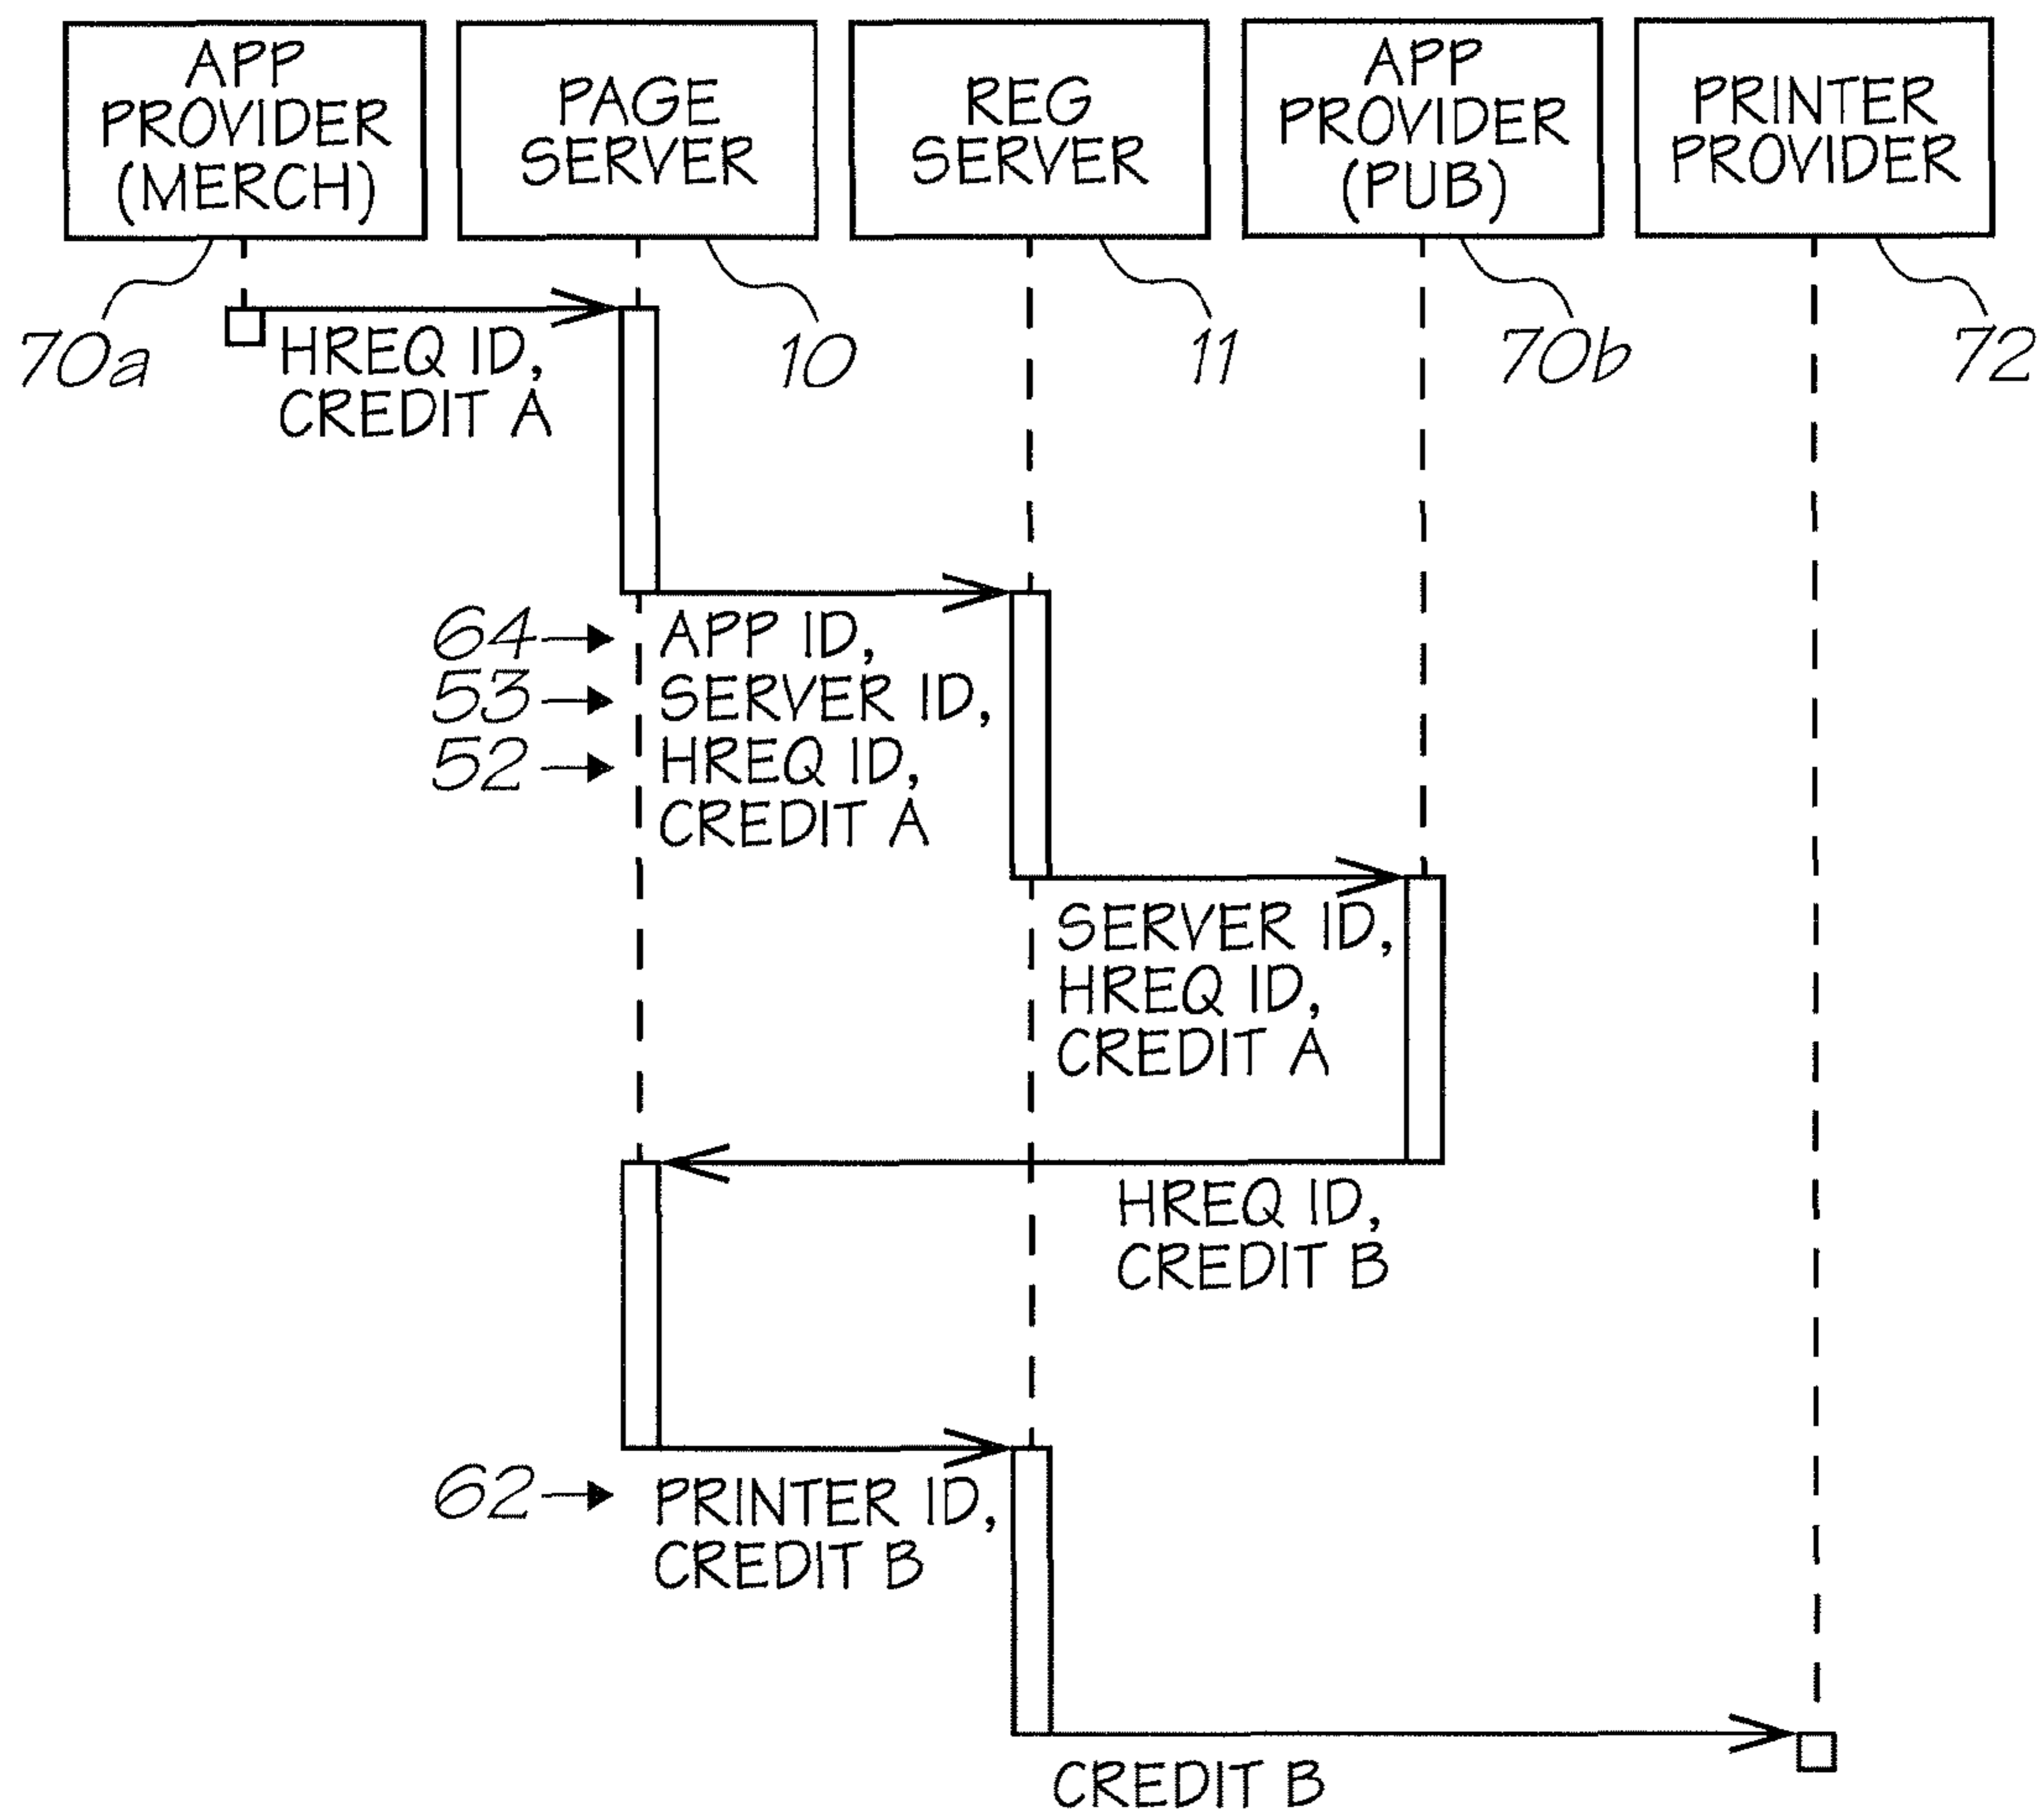 APP
PROVIDER
(MERCH)
PAGE
SERVER
REG
SERVER
APP
PROVIDER
(PUB)
PRINTER
PROVIDER
70a
10
11
70b
72
HREQ ID,
CREDIT A
64
APP ID,
53
SERVER ID,
52
HREQ ID,
CREDIT A
SERVER ID,
HREQ ID,
CREDIT A
HREQ ID,
CREDIT B
62
PRINTER ID,
CREDIT B
CREDIT B